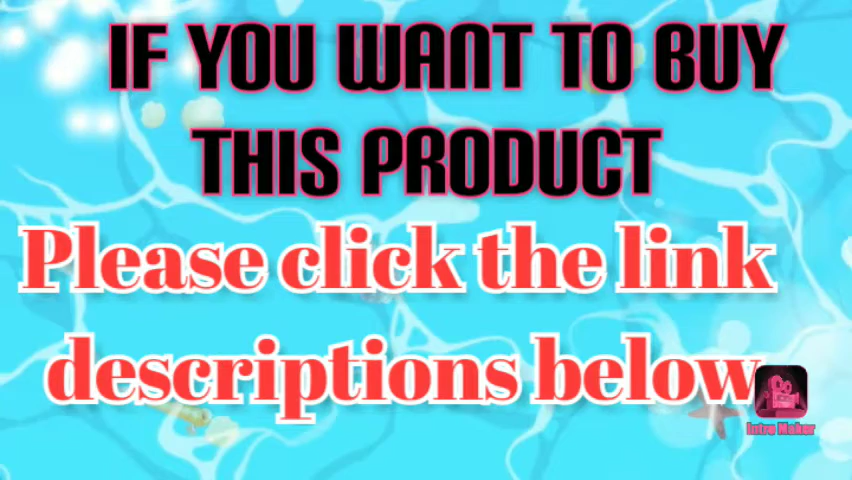 IF YOU WANT TO BUY
THIS PRODUCT
Please click the link
descriptions below
Intro Maker